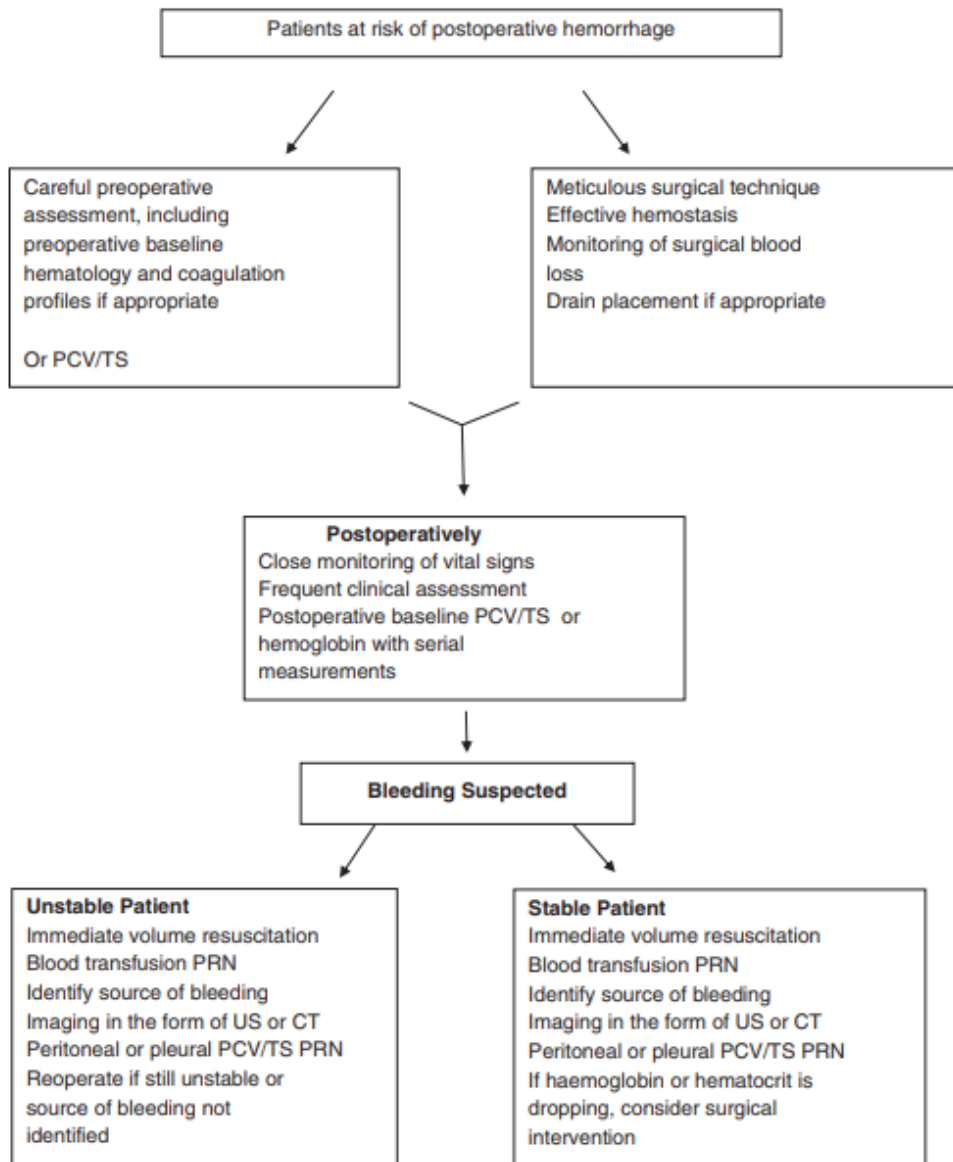 Patients at risk of postoperative hemorrhage
Careful preoperative
assessment, including
preoperative baseline
hematology and coagulation
profiles if appropriate
Or PCV/TS
Meticulous surgical technique
Effective hemostasis
Monitoring of surgical blood
loss
Drain placement if appropriate
Postoperatively
Close monitoring of vital signs
Frequent clinical assessment
Postoperative baseline PCV/TS or
hemoglobin with serial
measurements
Bleeding Suspected
Unstable Patient
Immediate volume resuscitation
Blood transfusion PRN
Identify source of bleeding
Imaging in the form of US or CT
Peritoneal or pleural PCV/TS PRN
Reoperate if still unstable or
source of bleeding not
identified
Stable Patient
Immediate volume resuscitation
Blood transfusion PRN
Identify source of bleeding
Imaging in the form of US or CT
Peritoneal or pleural PCV/TS PRN
If haemoglobin or hematocrit is
dropping, consider surgical
intervention